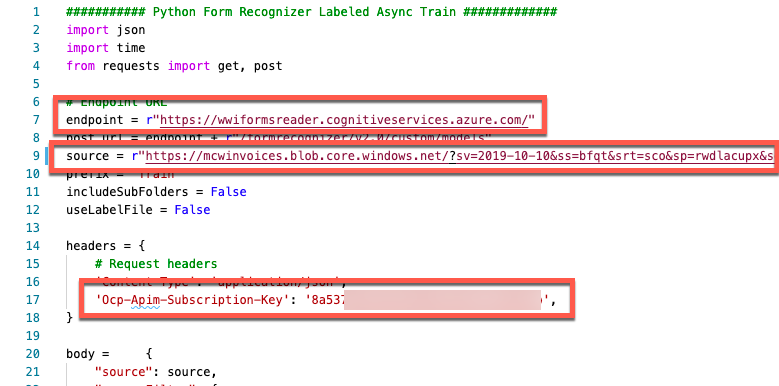 1 ########### Python Form Recognizer Labeled Async Train #############
2 import json
3 import time
4 from requests import get, post
5
6 # Endpoint URL
7 endpoint = r"https://wwiformsreader.cognitiveservices.azure.com/"
8 post_url = endpoint + r"/formrecognizer/v2.0/custom/models"
9 source = r"https://mcwinvoices.blob.core.windows.net/?sv=2019-10-10&ss=bfqt&srt=sco&sp=rwdlacupx&s
10 prefix = "Train"
11 includeSubFolders = False
12 useLabelFile = False
13
14 headers = {
15 # Request headers
16 'Content-Type': 'application/json',
17 'Ocp-Apim-Subscription-Key': '8a537 ',
18 }
19
20 body = {
21 "source": source,